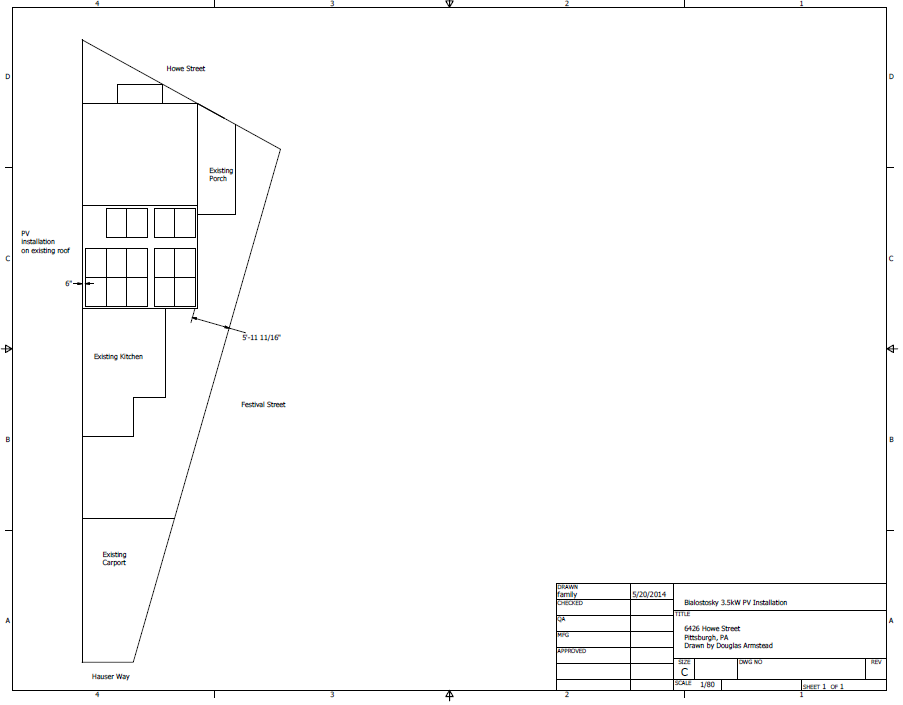 4 3 2 1
D D
Howe Street
Existing
Porch
PV
installation
on existing roof
C C
6"
5'-11 11/16"
Existing Kitchen
Festival Street
B B
Existing
Carport
DRAWN
family 5/20/2014
CHECKED
Bialostosky 3.5kW PV Installation
QA
TITLE
6426 Howe Street
Pittsburgh, PA
Drawn by Douglas Armstead
MFG
APPROVED
A A
SIZE DWG NO REV
C
SCALE 1/80 SHEET 1 OF 1
Hauser Way
4 3 2 1